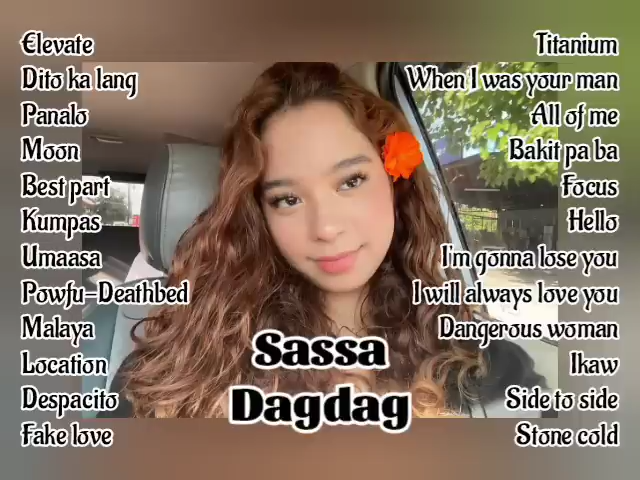 Elevate
Dito ka lang
Panalo
Moon
Best part
Kumpas
Umaasa
Powfu-Deathbed
Malaya
Location
Despacito
Fake love
Titanium
When I was your man
All of me
Bakit pa ba
Focus
Hello
I'm gonna lose you
I will always love you
Dangerous woman
Ikaw
Side to side
Stone cold
Sassa
Dagdag